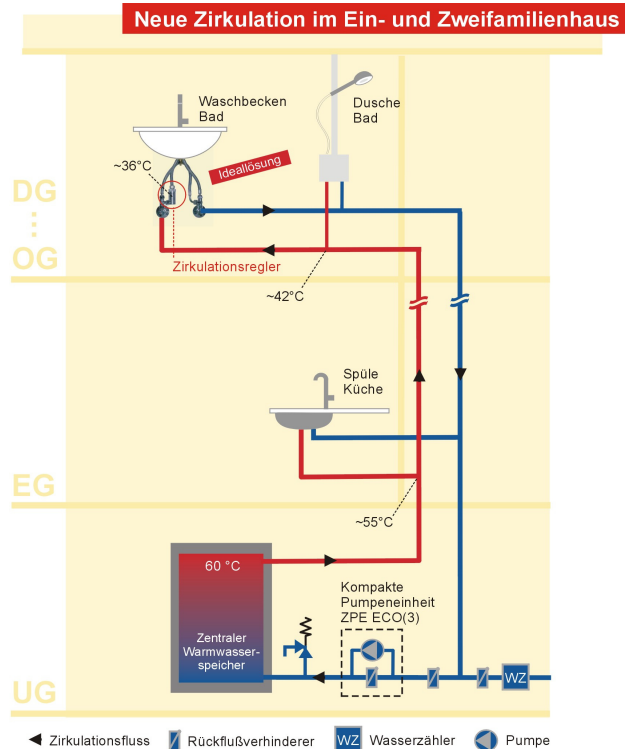 Neue Zirkulation im Ein- und Zweifamilienhaus
Waschbecken
Bad
Dusche
Bad
~36°C
Ideallösung
DG
OG
Zirkulationsregler
~42°C
Spüle
Küche
EG
~55°C
60 °C
Kompakte
Pumpeneinheit
ZPE ECO(3)
Zentraler
Warmwasser-
speicher
WZ
UG
Zirkulationsfluss
Rückflußverhinderer
WZ
Wasserzähler
Pumpe